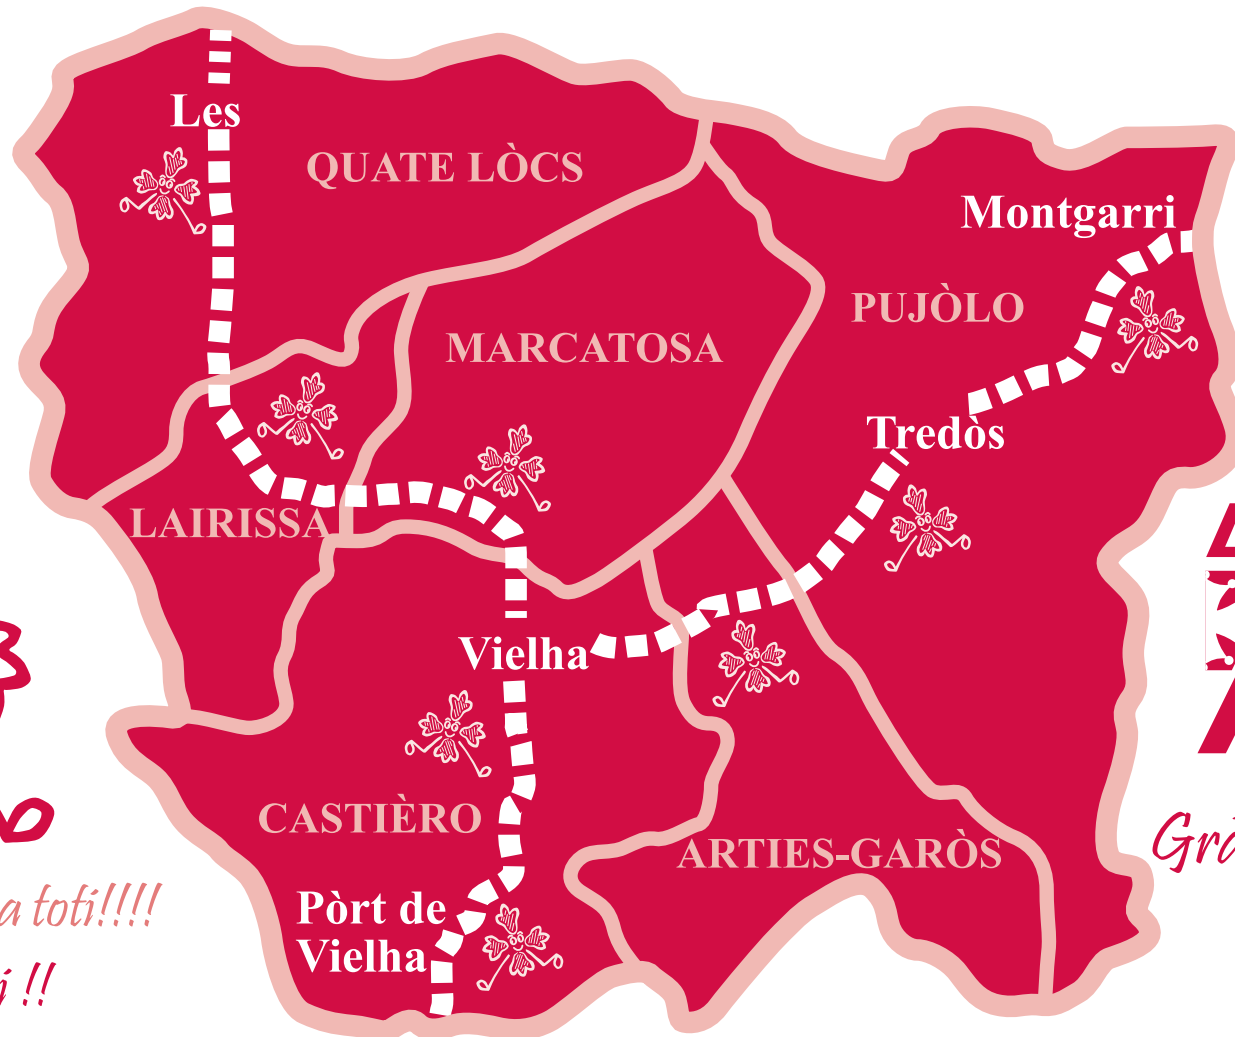 Les
QUATE LÒCS
Montgarri
PUJÒLO
MARCATOSA
Tredòs
LAIRISSA
Vielha
CASTIÈRO
ARTIES-GARÒS
Pòrt de
Vielha
a toti!!!!
!!